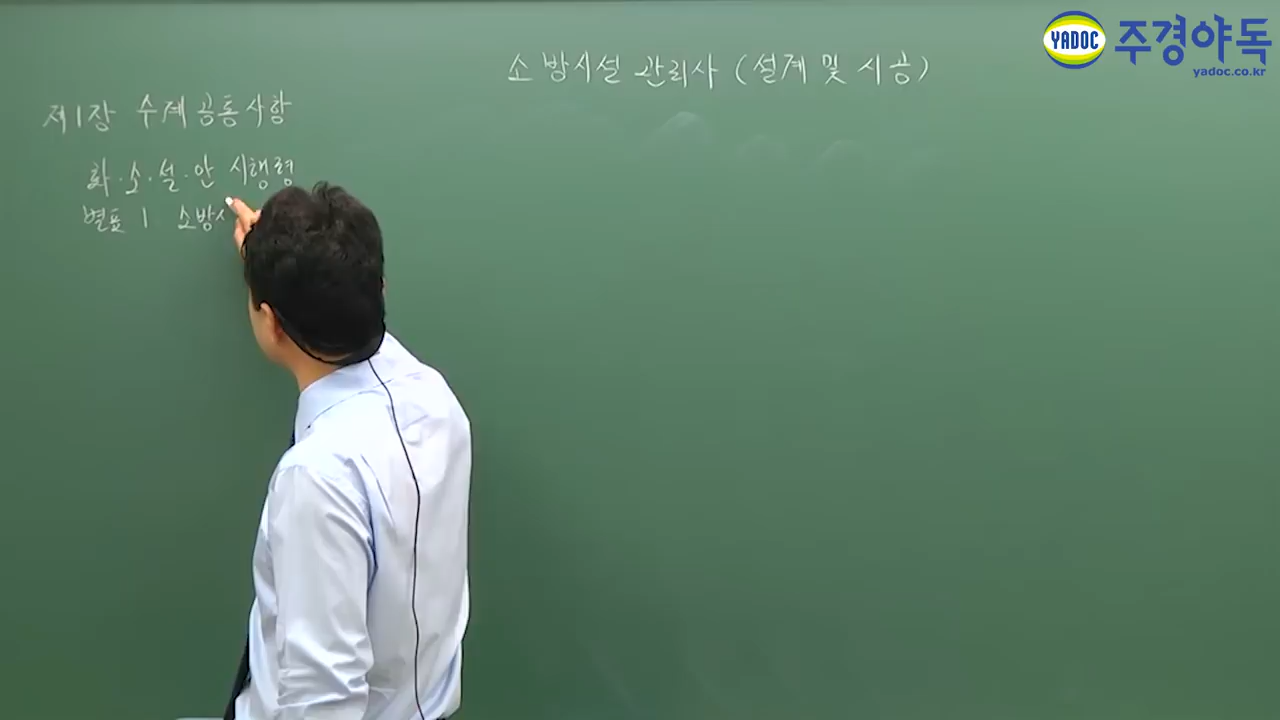 YADOC 주경야독
yadoc.co.kr
소방시설 관리사 (설계 및 시공)
제1장 수계공통사항
화·소·설·안 시행령
별표 1 소방시